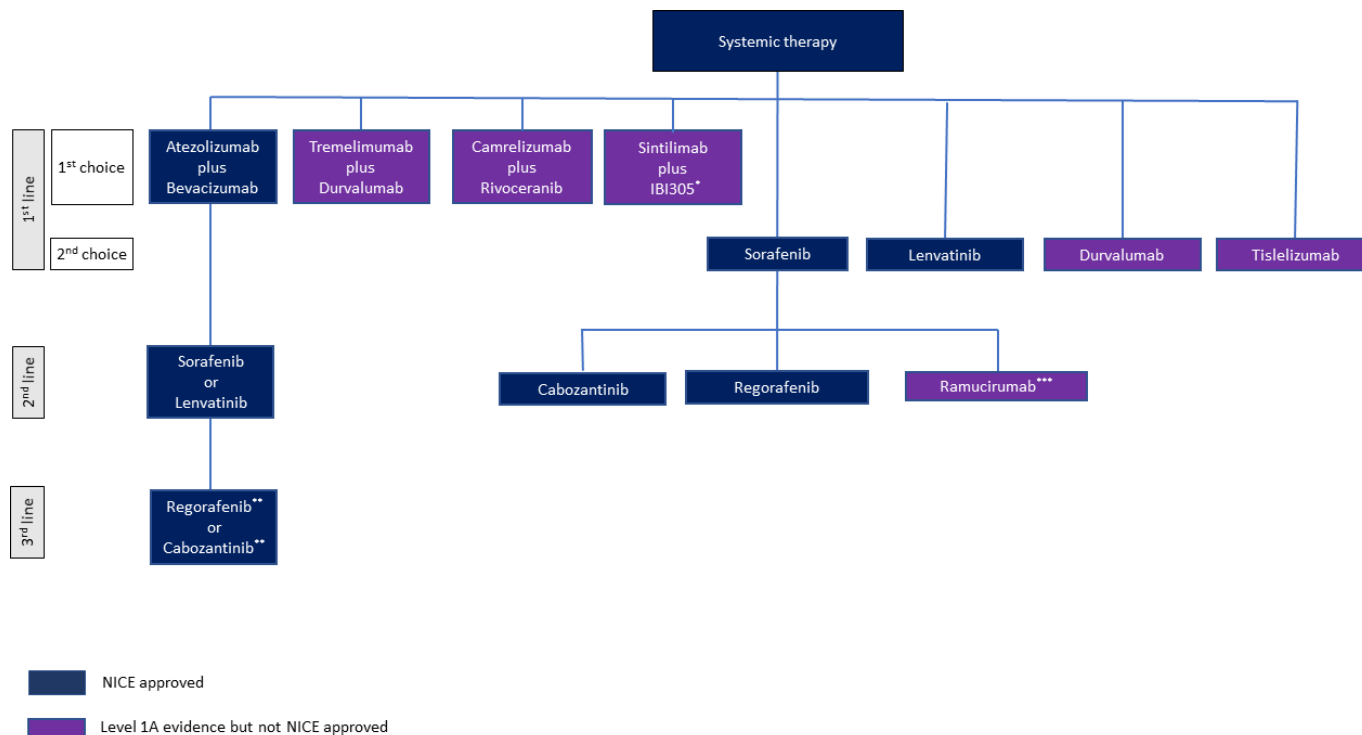 Systemic therapy
1st line
1st choice
Atezolizumab
plus
Bevacizumab
Tremelimumab
plus
Durvalumab
Camrelizumab
plus
Rivoceranib
Sintilimab
plus
IBI305*
2nd choice
Sorafenib
Lenvatinib
Durvalumab
Tislelizumab
2nd line
Sorafenib
or
Lenvatinib
Cabozantinib
Regorafenib
Ramucirumab***
3rd line
Regorafenib**
or
Cabozantinib**
NICE approved
Level 1A evidence but not NICE approved